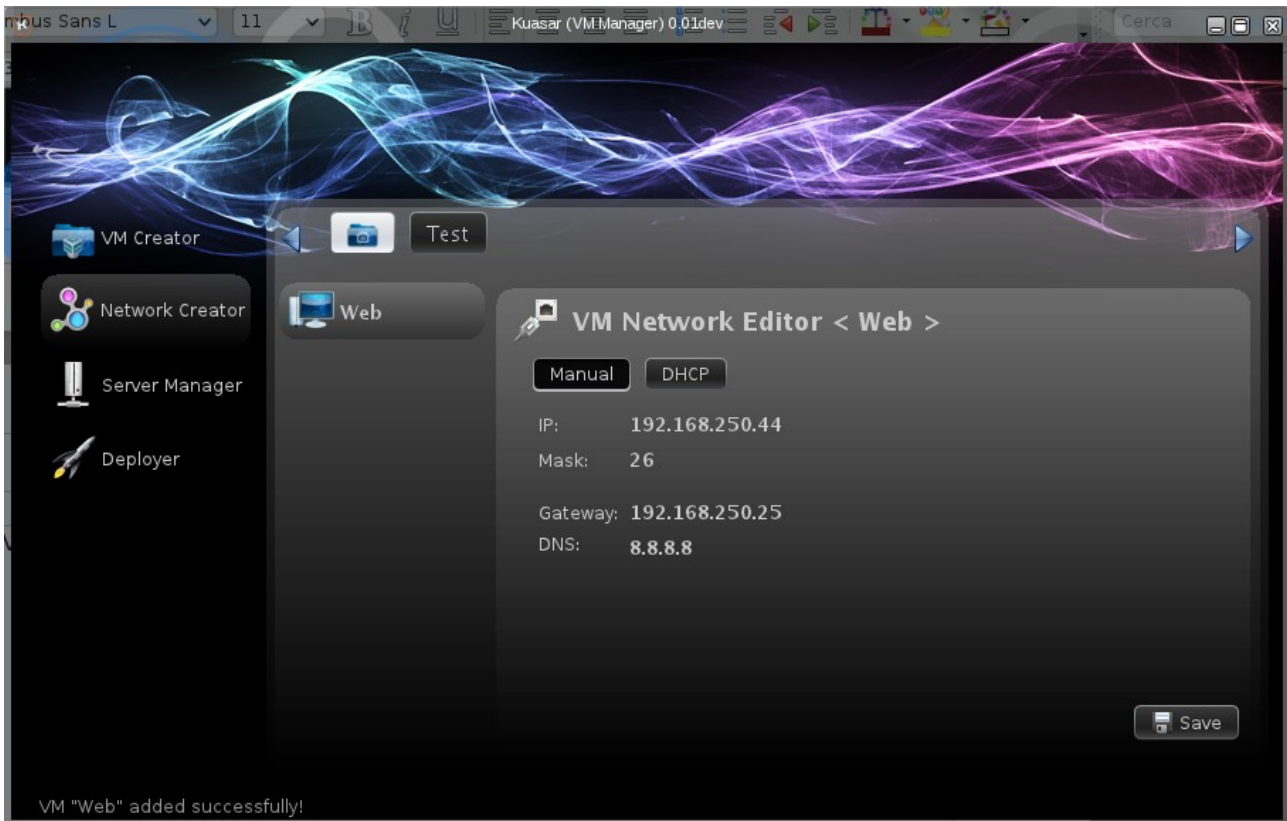 nbus Sans L 11 B i U Kuasar (VM Manager) 0.01dev Cerca
VM Creator
Test
Network Creator
Web
VM Network Editor < Web >
Manual DHCP
Server Manager
IP: 192.168.250.44
Mask: 26
Deployer
Gateway: 192.168.250.25
DNS: 8.8.8.8
Save
VM "Web" added successfully!